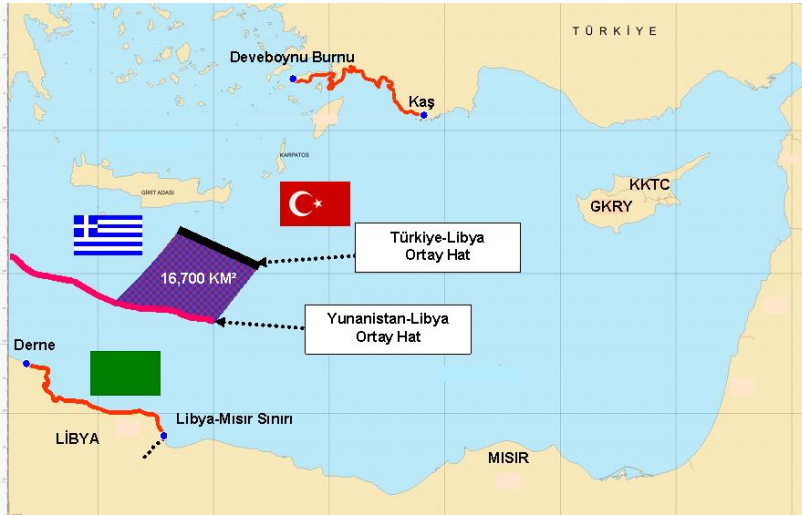 TÜRKİYE
Deveboynu Burnu
Kaş
KARPATOS
GİRİT ADASI
KKTC
GKRY
Türkiye-Libya
Ortay Hat
16,700 KM²
Yunanistan-Libya
Ortay Hat
Derne
Libya-Mısır Sınırı
LİBYA
MISIR